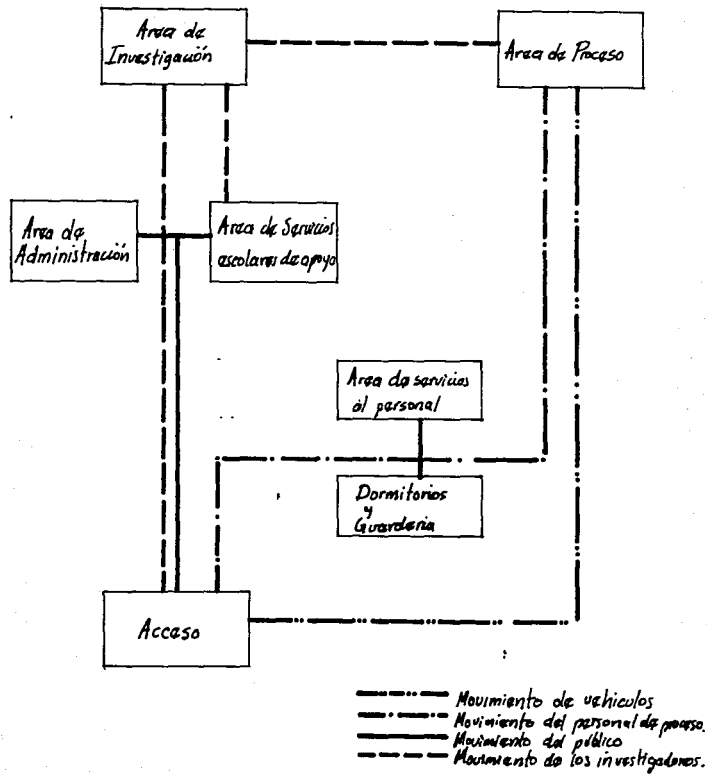 Area de
Investigación
Area de Proceso
Area de
Administración
Area de Servicios
escolares de apoyo
Area de servicios
al personal
Dormitorios
y
Guarderia
Acceso
Movimiento de vehiculos
Movimiento del personal de proceso.
Movimiento del público
Movimiento de los investigadores.